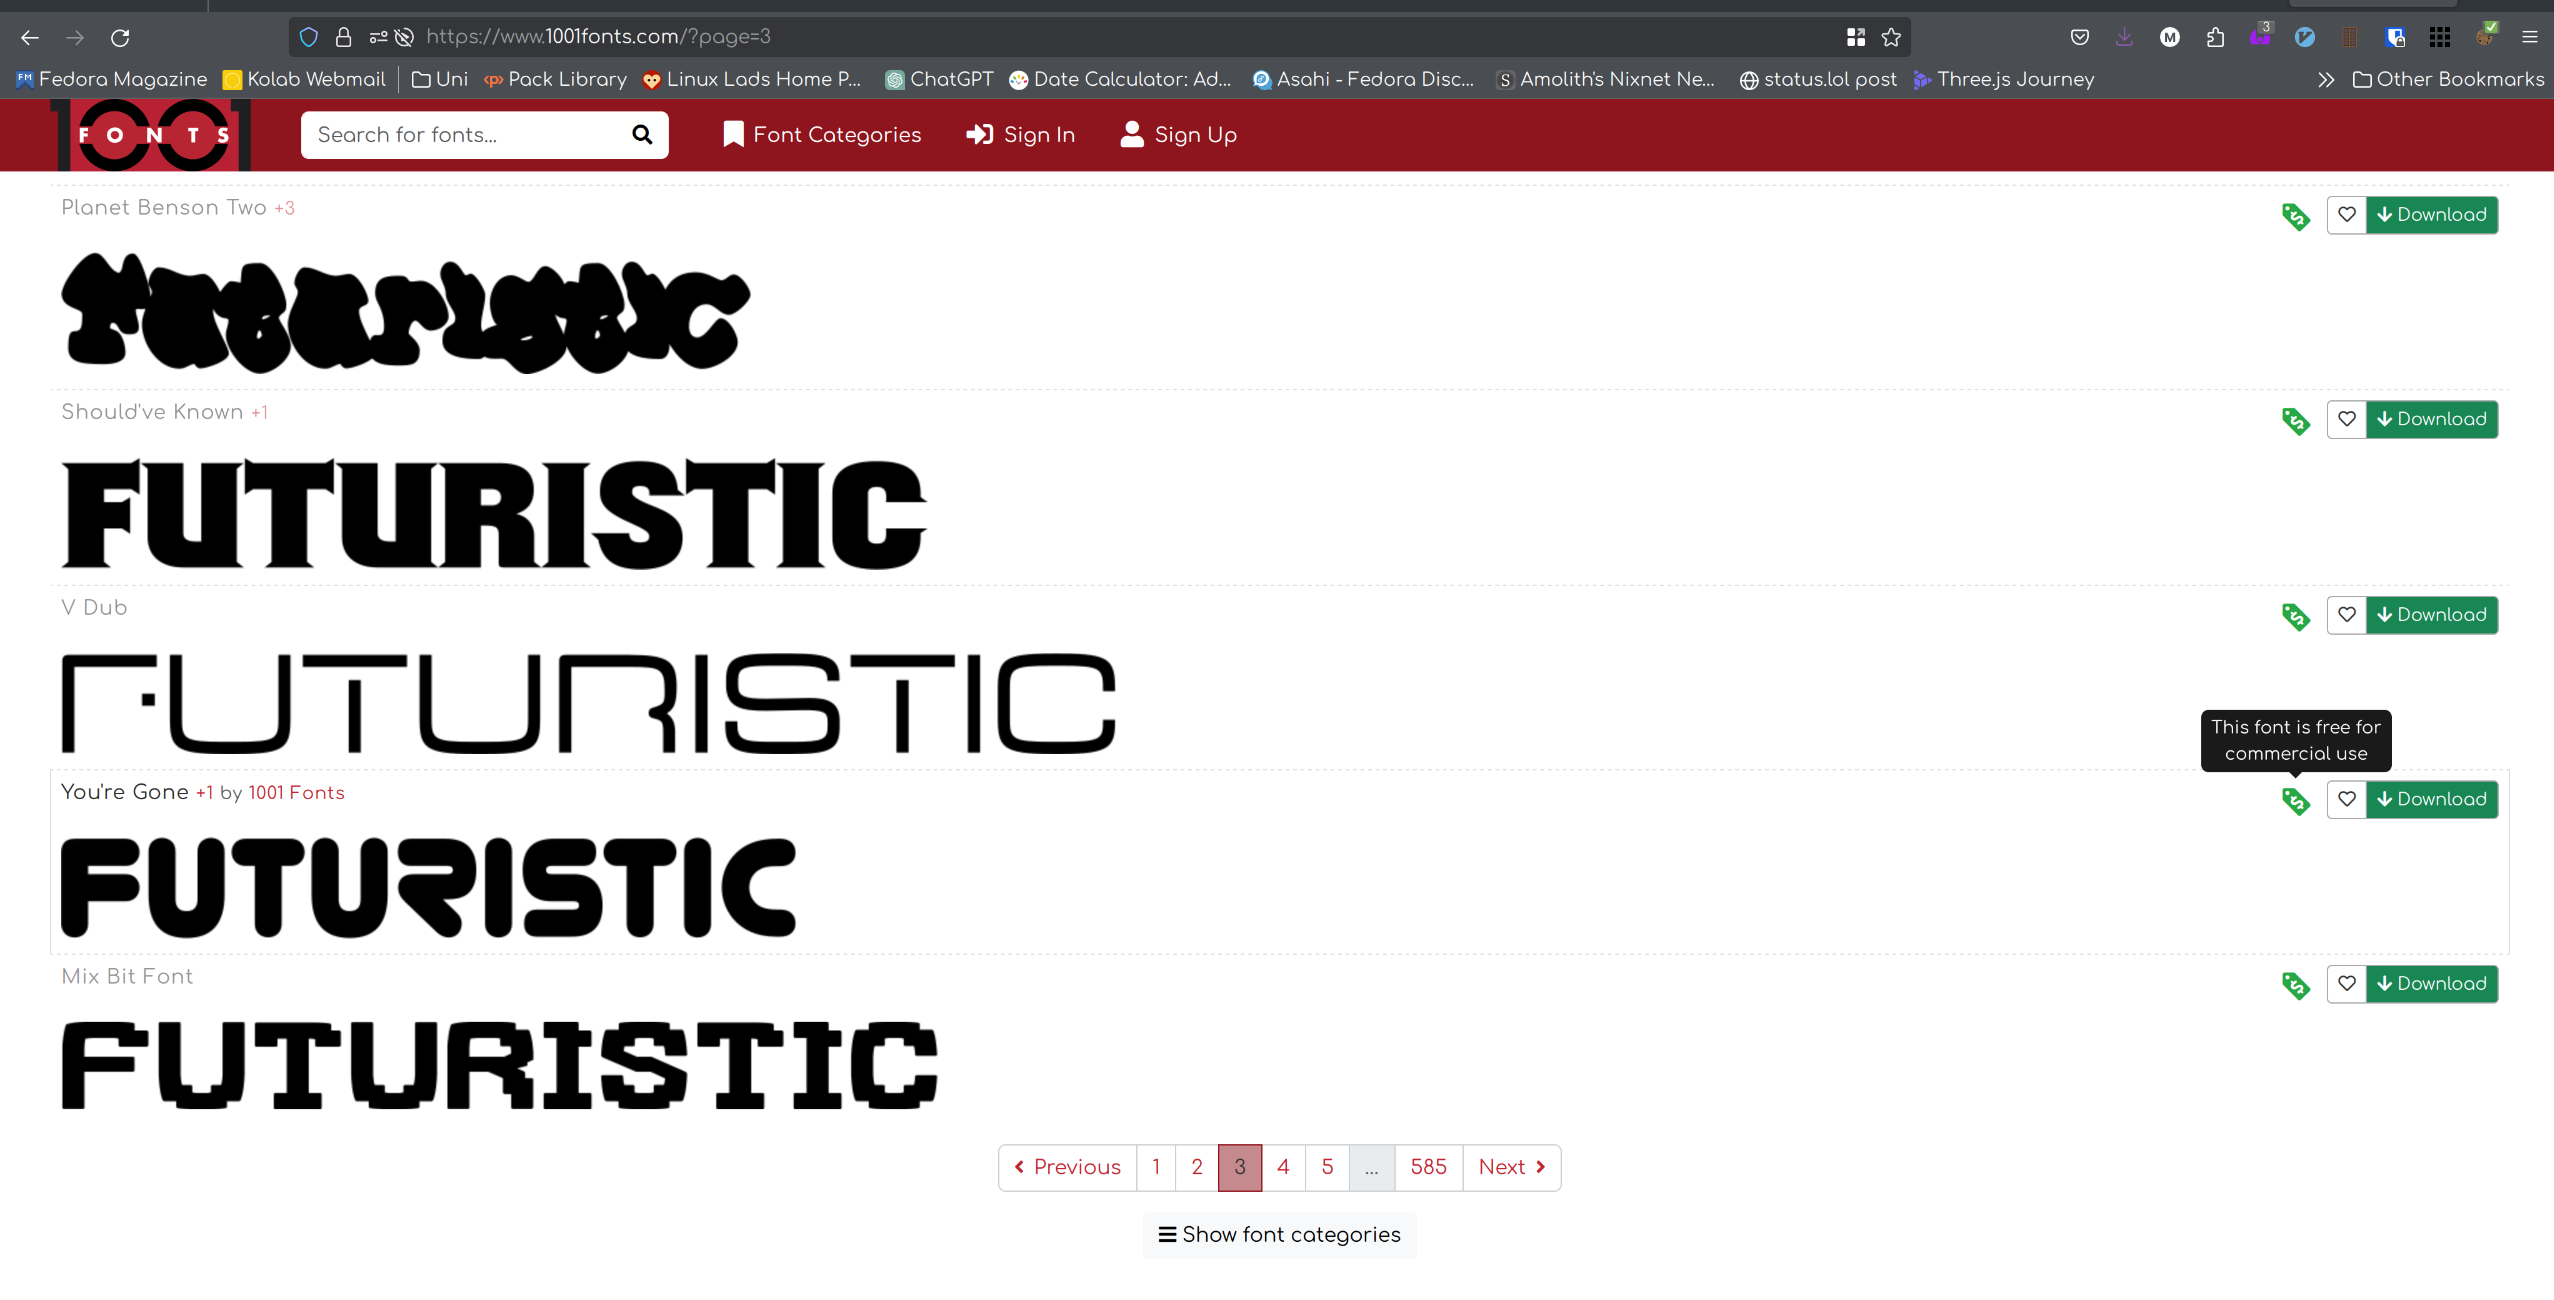 https://www.1001fonts.com/?page=3
M
3
Fedora Magazine Kolab Webmail Uni Pack Library Linux Lads Home P... ChatGPT Date Calculator: Ad... Asahi - Fedora Disc... Amolith's Nixnet Ne... status.lol post Three.js Journey Other Bookmarks
1001 FONTS Search for fonts... Font Categories Sign In Sign Up
Planet Benson Two +3 Download
Futuristic
Should've Known +1 Download
FUTURISTIC
V Dub Download
FUTURISTIC
This font is free for
commercial use
You're Gone +1 by 1001 Fonts Download
FUTURISTIC
Mix Bit Font Download
FUTURISTIC
Previous 1 2 3 4 5 ... 585 Next
Show font categories